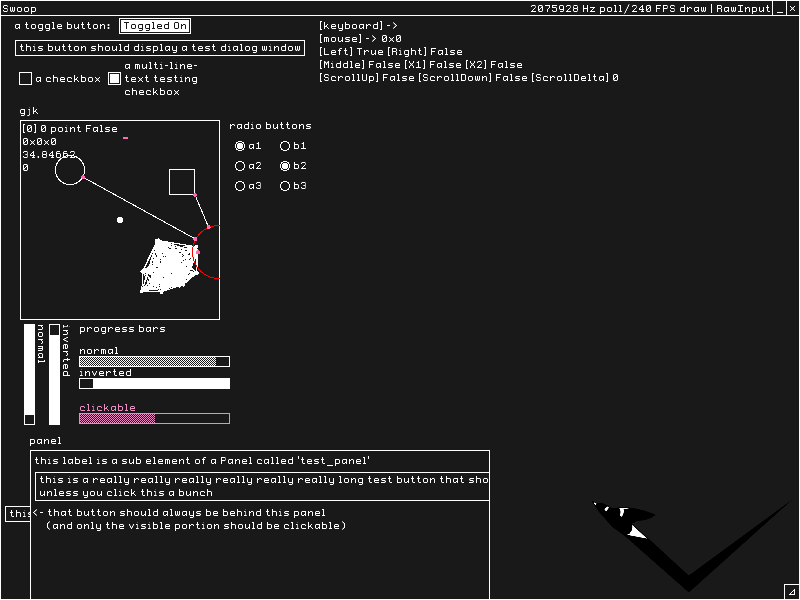 Swoop
2075928 Hz poll/240 FPS draw | RawInput _ ×
a toggle button: Toggled On
this button should display a test dialog window
a checkbox
a multi-line-
text testing
checkbox
[keyboard] ->
[mouse] -> 0x0
[Left] True [Right] False
[Middle] False [X1] False [X2] False
[ScrollUp] False [ScrollDown] False [ScrollDelta] 0
gjk
[0] 0 point False
0x0x0
34.84662
0
radio buttons
a1 b1
a2 b2
a3 b3
normal
inverted
progress bars
normal
inverted
clickable
panel
this label is a sub element of a Panel called 'test_panel'
this is a really really really really really really long test button that sho
unless you click this a bunch
this
<- that button should always be behind this panel
(and only the visible portion should be clickable)